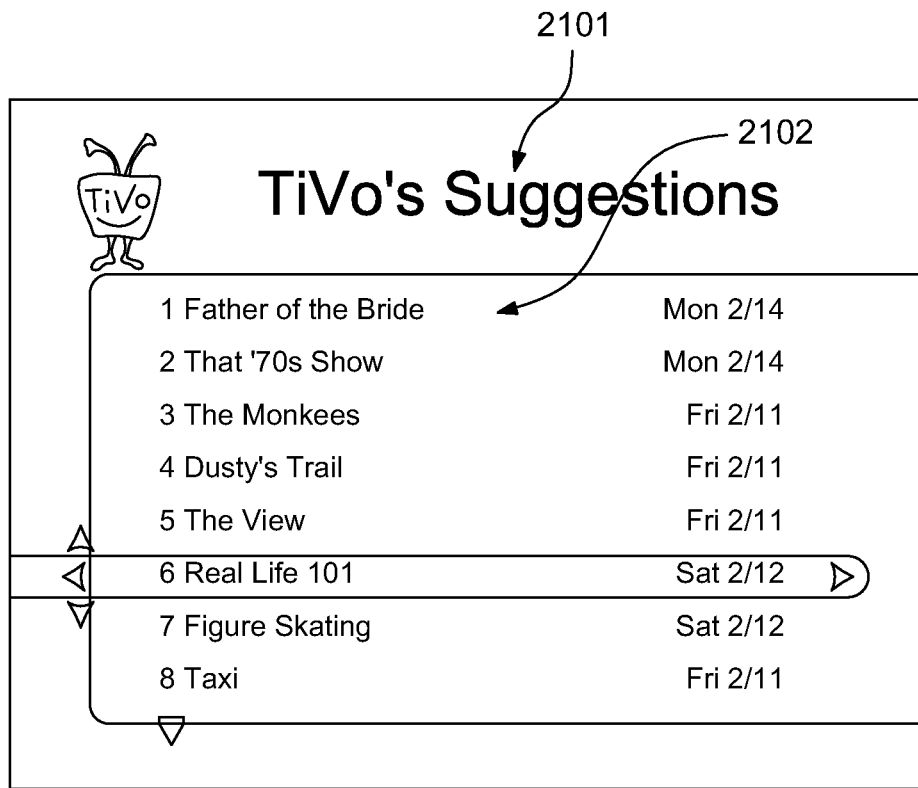 2101
2102
TiVo
TiVo's Suggestions
1 Father of the Bride Mon 2/14
2 That '70s Show Mon 2/14
3 The Monkees Fri 2/11
4 Dusty's Trail Fri 2/11
5 The View Fri 2/11
6 Real Life 101 Sat 2/12
7 Figure Skating Sat 2/12
8 Taxi Fri 2/11